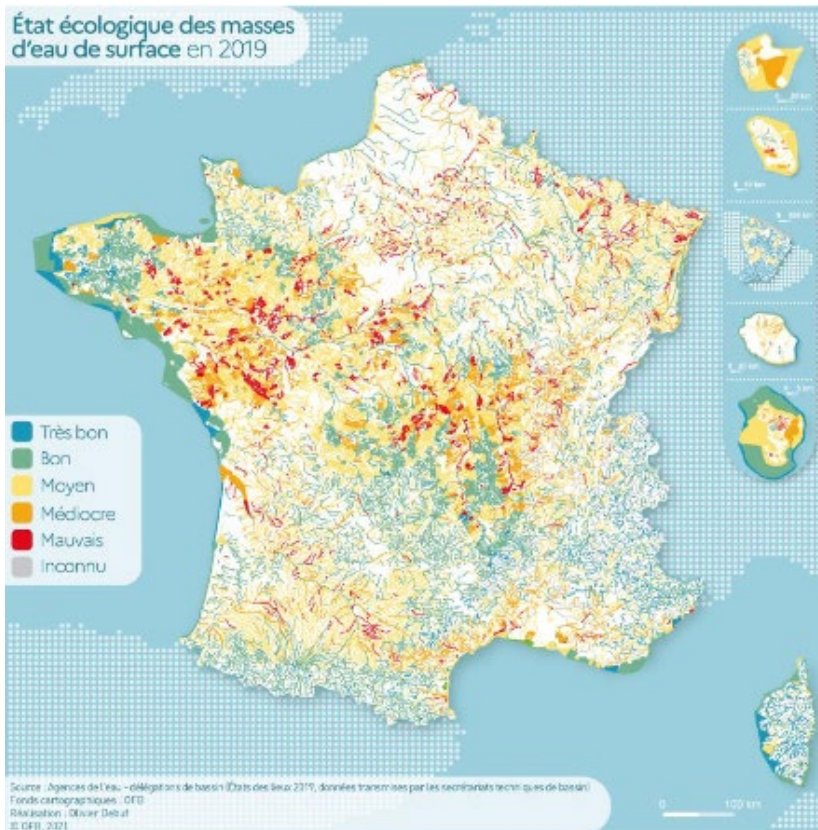 État écologique des masses
d'eau de surface en 2019
Très bon
Bon
Moyen
Médiocre
Mauvais
Inconnu
Source : Agences de l'eau - délégations de bassin (États des lieux 2019, données transmises par les secrétariats techniques de bassin)
Fonds cartographiques : OFB
Réalisation : Olivier Debuf
© OFB, 2021
0 100 km